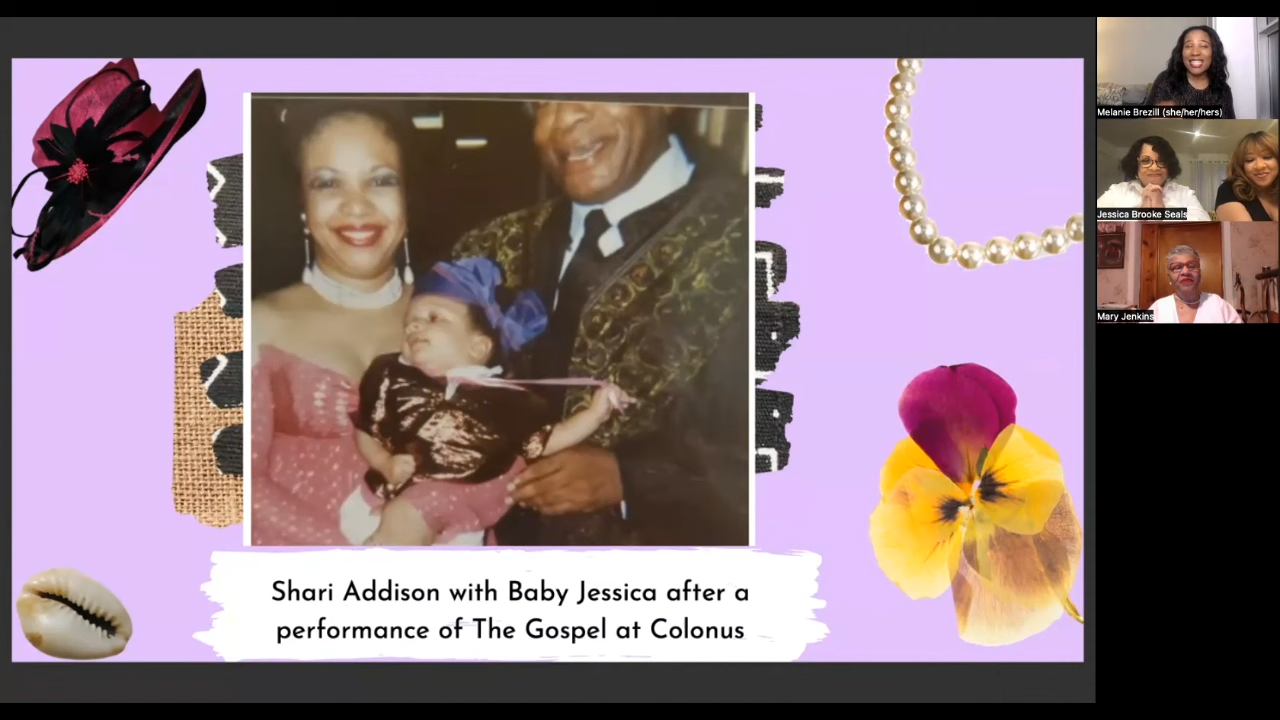 Shari Addison with Baby Jessica after a
performance of The Gospel at Colonus
Melanie Brezill (she/her/hers)
Jessica Brooke Seals
Mary Jenkins